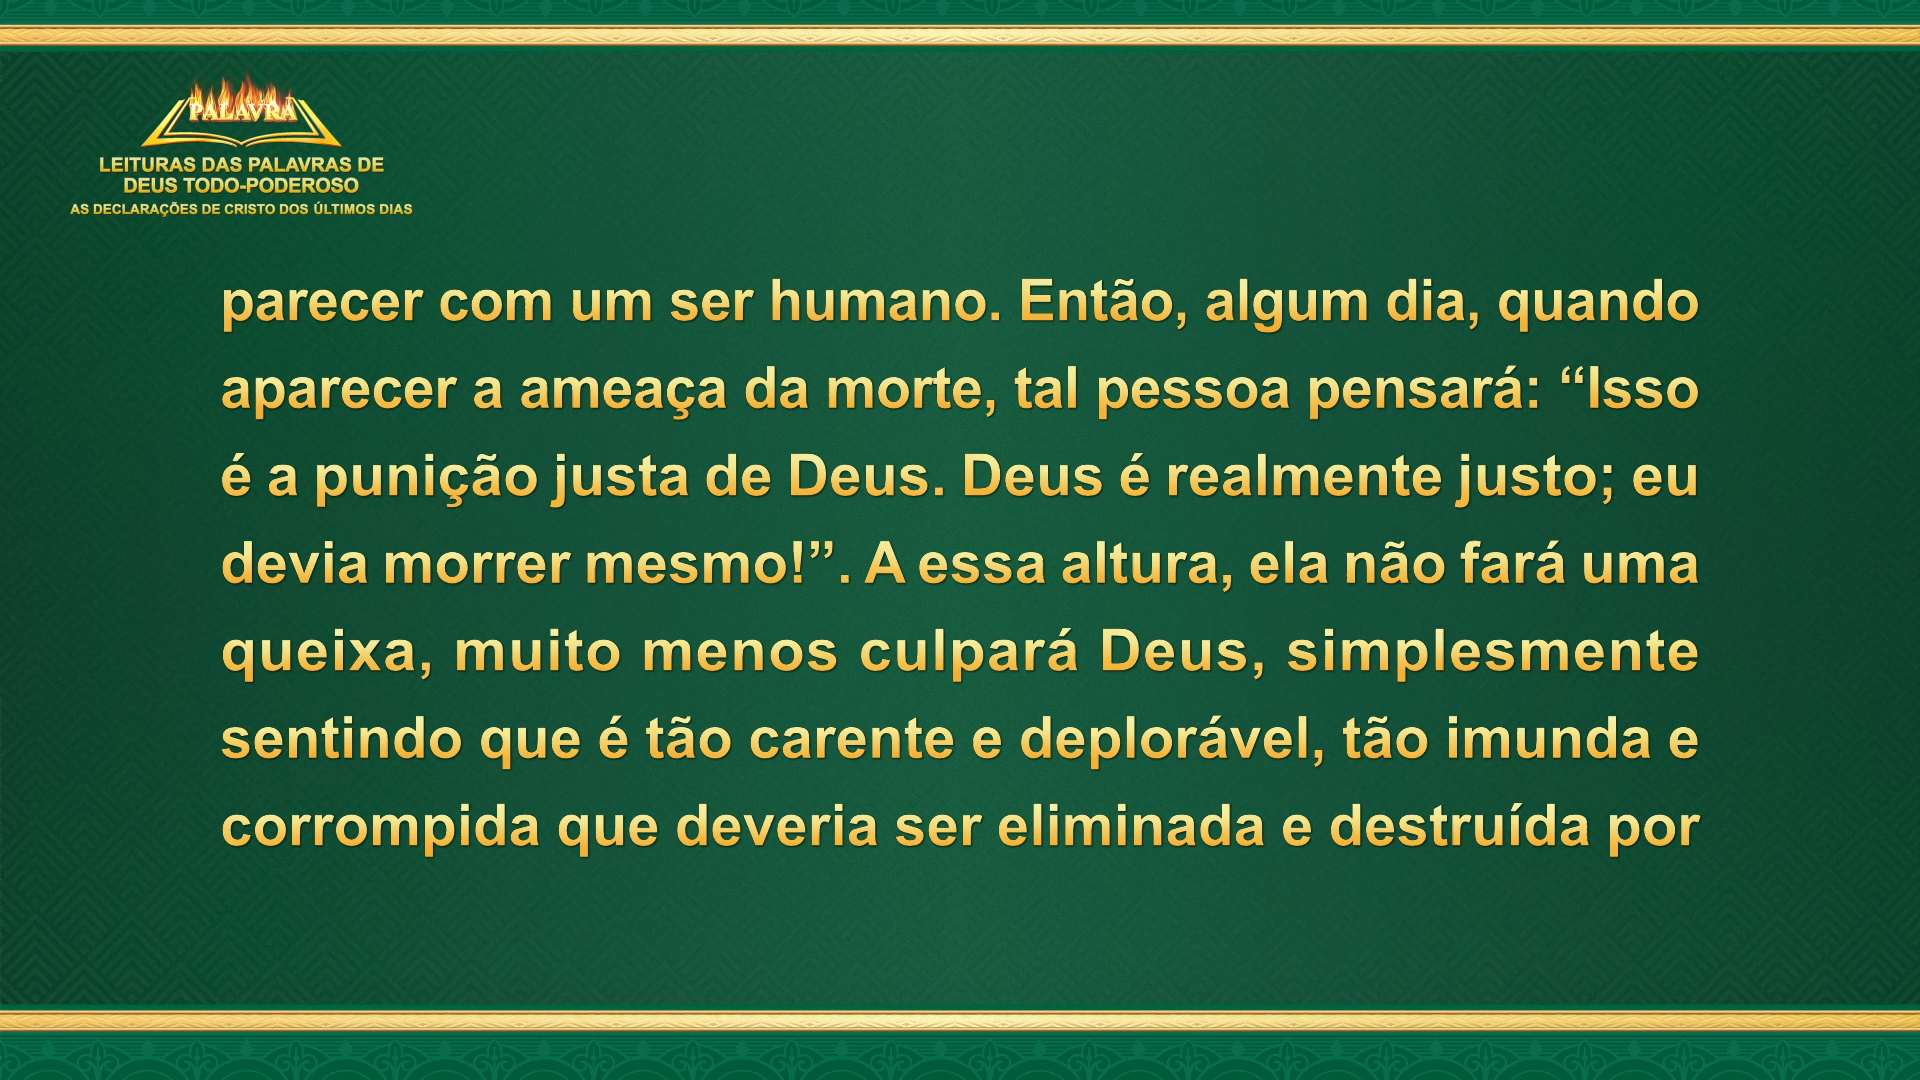 PALAVRA
LEITURAS DAS PALAVRAS DE
DEUS TODO-PODEROSO
AS DECLARAÇÕES DE CRISTO DOS ÚLTIMOS DIAS
parecer com um ser humano. Então, algum dia, quando
aparecer a ameaça da morte, tal pessoa pensará: “Isso
é a punição justa de Deus. Deus é realmente justo; eu
devia morrer mesmo!”. A essa altura, ela não fará uma
queixa, muito menos culpará Deus, simplesmente
sentindo que é tão carente e deplorável, tão imunda e
corrompida que deveria ser eliminada e destruída por